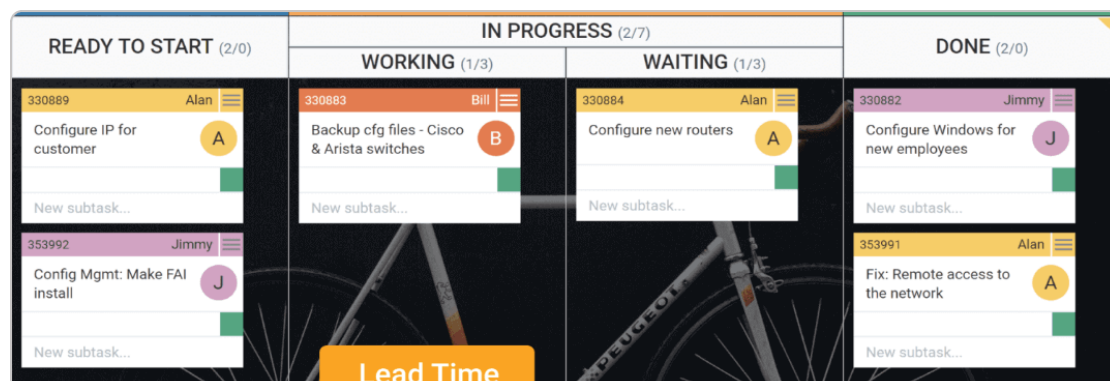 READY TO START (2/0)
IN PROGRESS (2/7)
WORKING (1/3)
WAITING (1/3)
DONE (2/0)
330889 Alan
Configure IP for
customer
A
New subtask...
353992 Jimmy
Config Mgmt: Make FAI
install
J
New subtask...
330883 Bill
Backup cfg files - Cisco
& Arista switches
B
New subtask...
330884 Alan
Configure new routers
A
New subtask...
330882 Jimmy
Configure Windows for
new employees
J
New subtask...
353991 Alan
Fix: Remote access to
the network
A
New subtask...
PEUGEOT
Lead Time